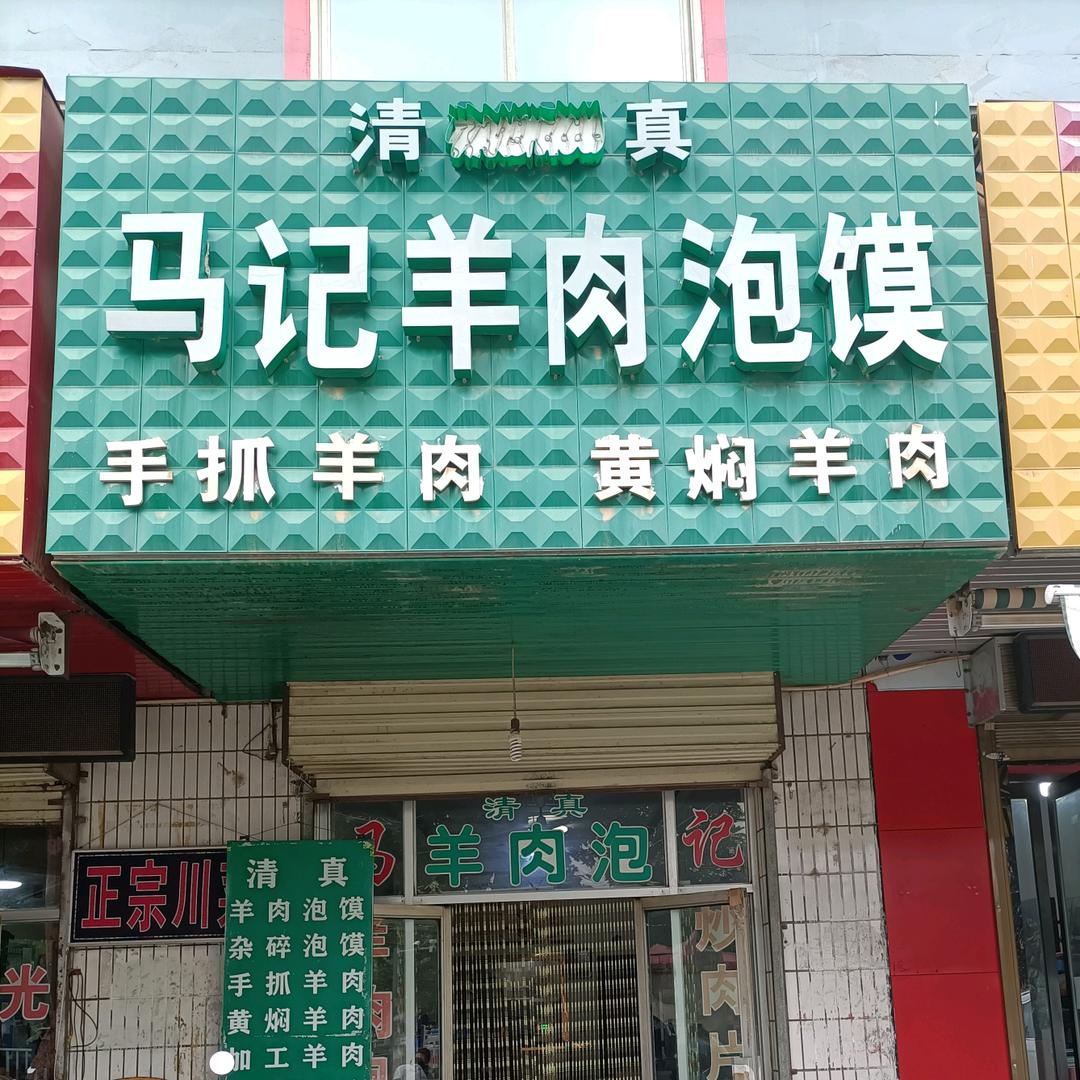 清 真
马记羊肉泡馍
手抓羊肉 黄焖羊肉
清真
马 羊肉泡 记
正宗川
清真
羊肉泡馍
杂碎泡馍
手抓羊肉
黄焖羊肉
加工羊肉
羊肉
炒肉片
光